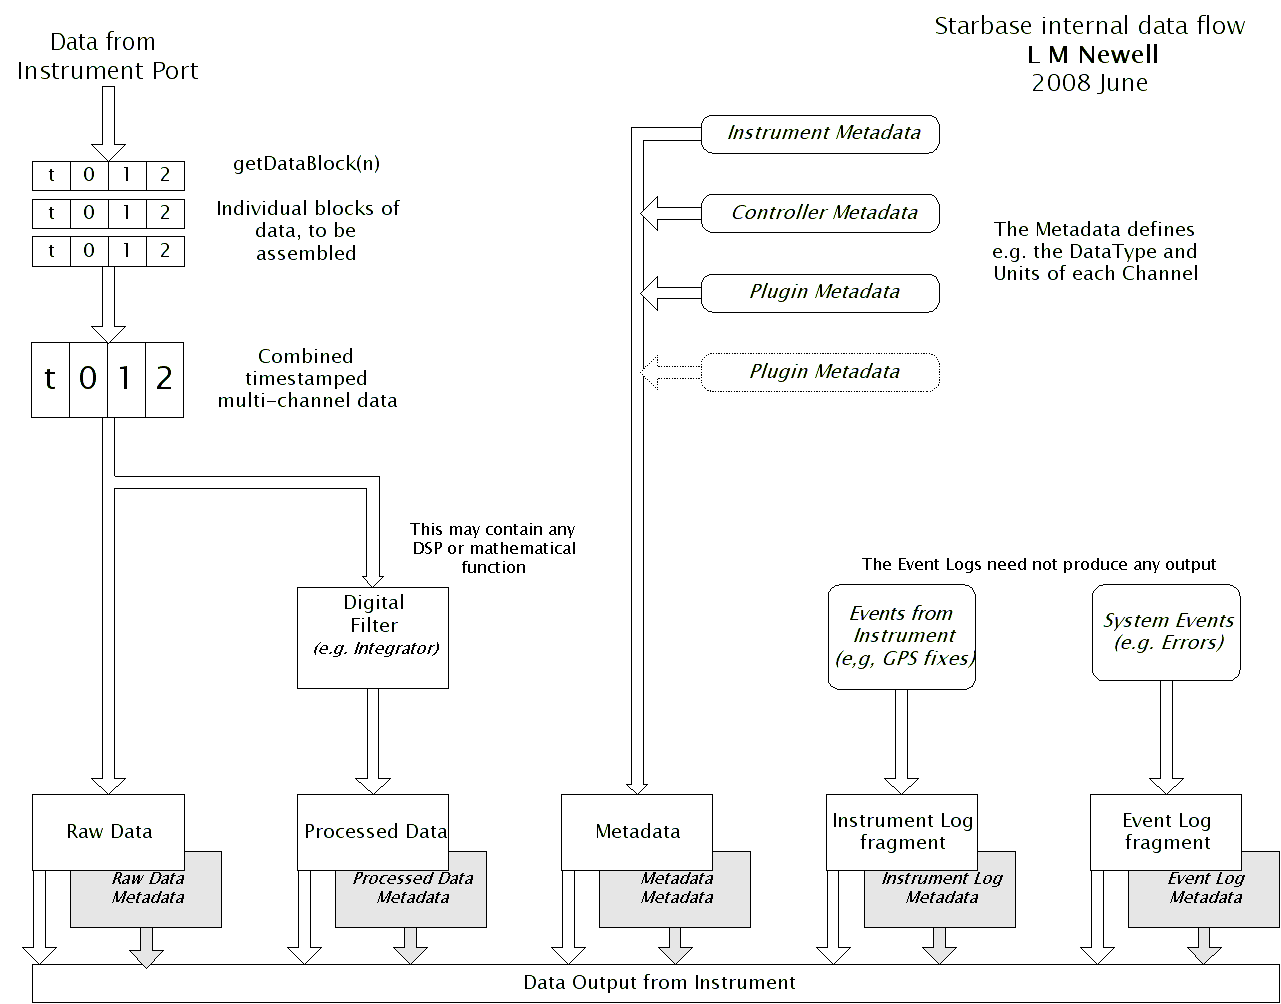 Starbase internal data flow
L M Newell
2008 June
Data from
Instrument Port
getDataBlock(n)
t 0 1 2
t 0 1 2
t 0 1 2
Individual blocks of
data, to be
assembled
t 0 1 2
Combined
timestamped
multi-channel data
Instrument Metadata
Controller Metadata
Plugin Metadata
Plugin Metadata
The Metadata defines
e.g. the DataType and
Units of each Channel
This may contain any
DSP or mathematical
function
Digital
Filter
(e.g. Integrator)
The Event Logs need not produce any output
Events from
Instrument
(e,g, GPS fixes)
System Events
(e.g. Errors)
Raw Data
Raw Data
Metadata
Processed Data
Processed Data
Metadata
Metadata
Metadata
Metadata
Instrument Log
fragment
Instrument Log
Metadata
Event Log
fragment
Event Log
Metadata
Data Output from Instrument